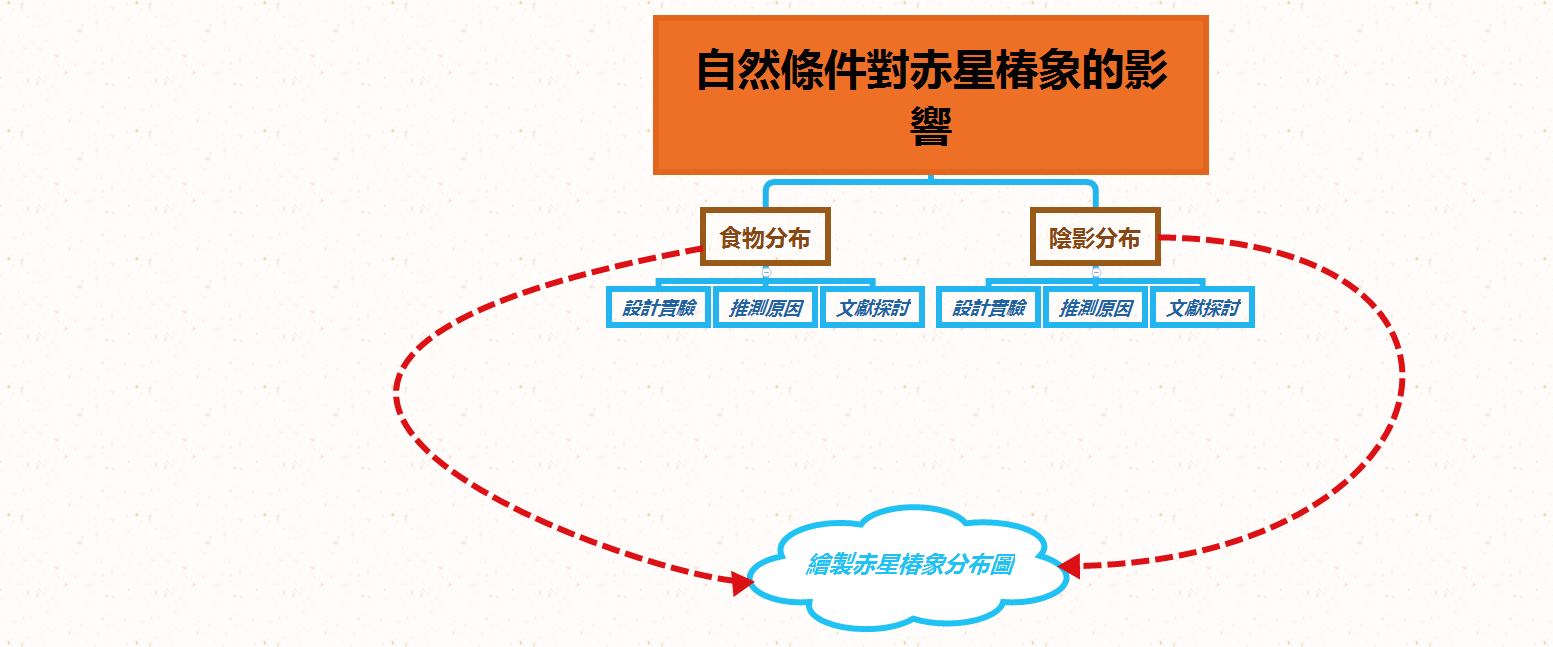 自然條件對赤星椿象的影
響
食物分布
陰影分布
設計實驗
推測原因
文獻探討
設計實驗
推測原因
文獻探討
繪製赤星椿象分布圖